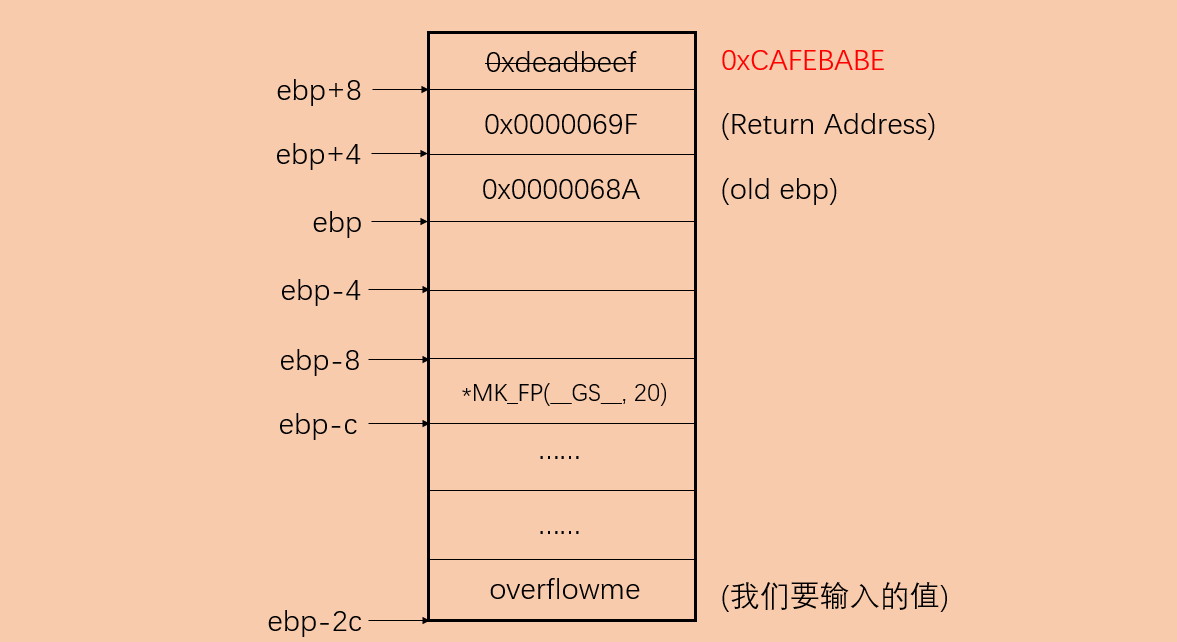 0xdeadbeef 0xCAFEBABE
ebp+8
0x0000069F (Return Address)
ebp+4
0x0000068A (old ebp)
ebp
ebp-4
ebp-8
*MK_FP(__GS__, 20)
ebp-c
......
......
overflowme (我们要输入的值)
ebp-2c